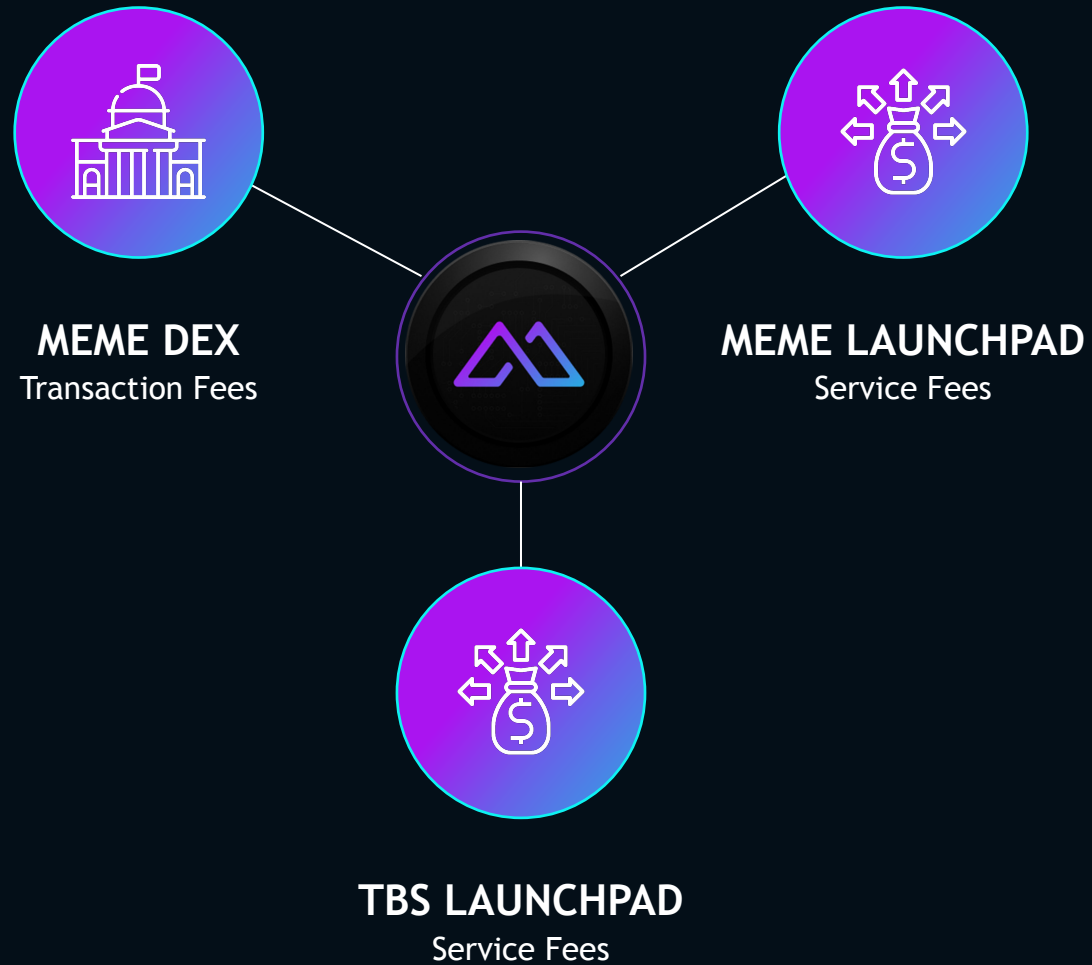 MEME DEX
Transaction Fees
MEME LAUNCHPAD
Service Fees
TBS LAUNCHPAD
Service Fees